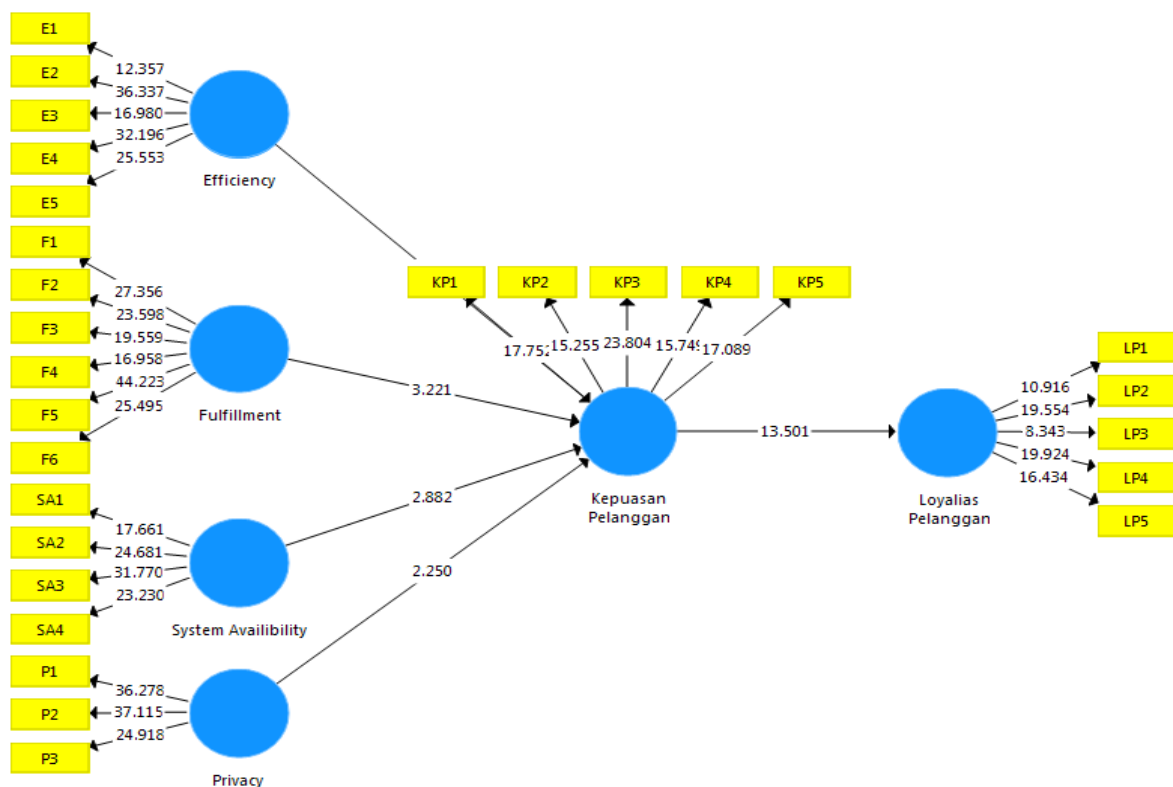 E1
E2
E3
E4
E5
12.357
36.337
16.980
32.196
25.553
Efficiency
F1
F2
F3
F4
F5
F6
27.356
23.598
19.559
16.958
44.223
25.495
Fulfillment
SA1
SA2
SA3
SA4
17.661
24.681
31.770
23.230
System Availibility
P1
P2
P3
36.278
37.115
24.918
Privacy
KP1
KP2
KP3
KP4
KP5
17.752
15.255
23.804
15.749
17.089
3.221
2.882
2.250
Kepuasan
Pelanggan
13.501
Loyalias
Pelanggan
10.916
19.554
8.343
19.924
16.434
LP1
LP2
LP3
LP4
LP5